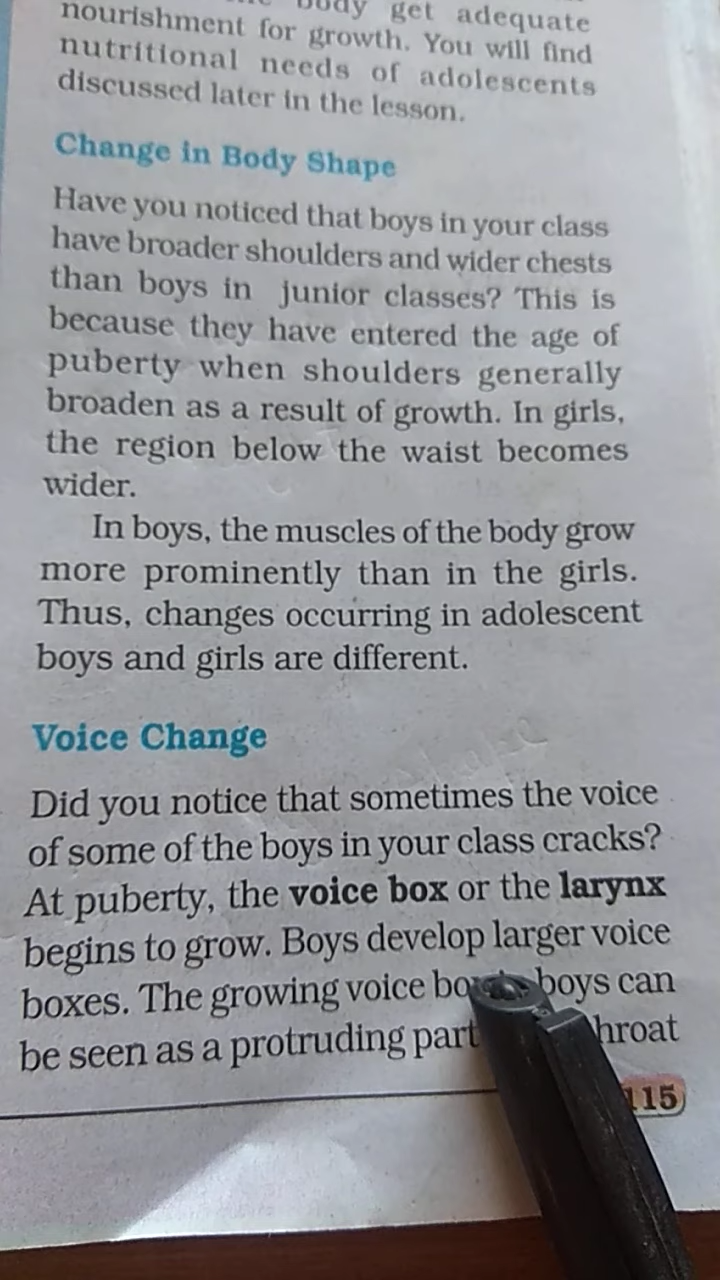 body get adequate
nourishment for growth. You will find
nutritional needs of adolescents
discussed later in the lesson.
Change in Body Shape
Have you noticed that boys in your class
have broader shoulders and wider chests
than boys in junior classes? This is
because they have entered the age of
puberty when shoulders generally
broaden as a result of growth. In girls,
the region below the waist becomes
wider.
In boys, the muscles of the body grow
more prominently than in the girls.
Thus, changes occurring in adolescent
boys and girls are different.
Voice Change
Did you notice that sometimes the voice
of some of the boys in your class cracks?
At puberty, the voice box or the larynx
begins to grow. Boys develop larger voice
boxes. The growing voice boys can
be seen as a protruding part
115